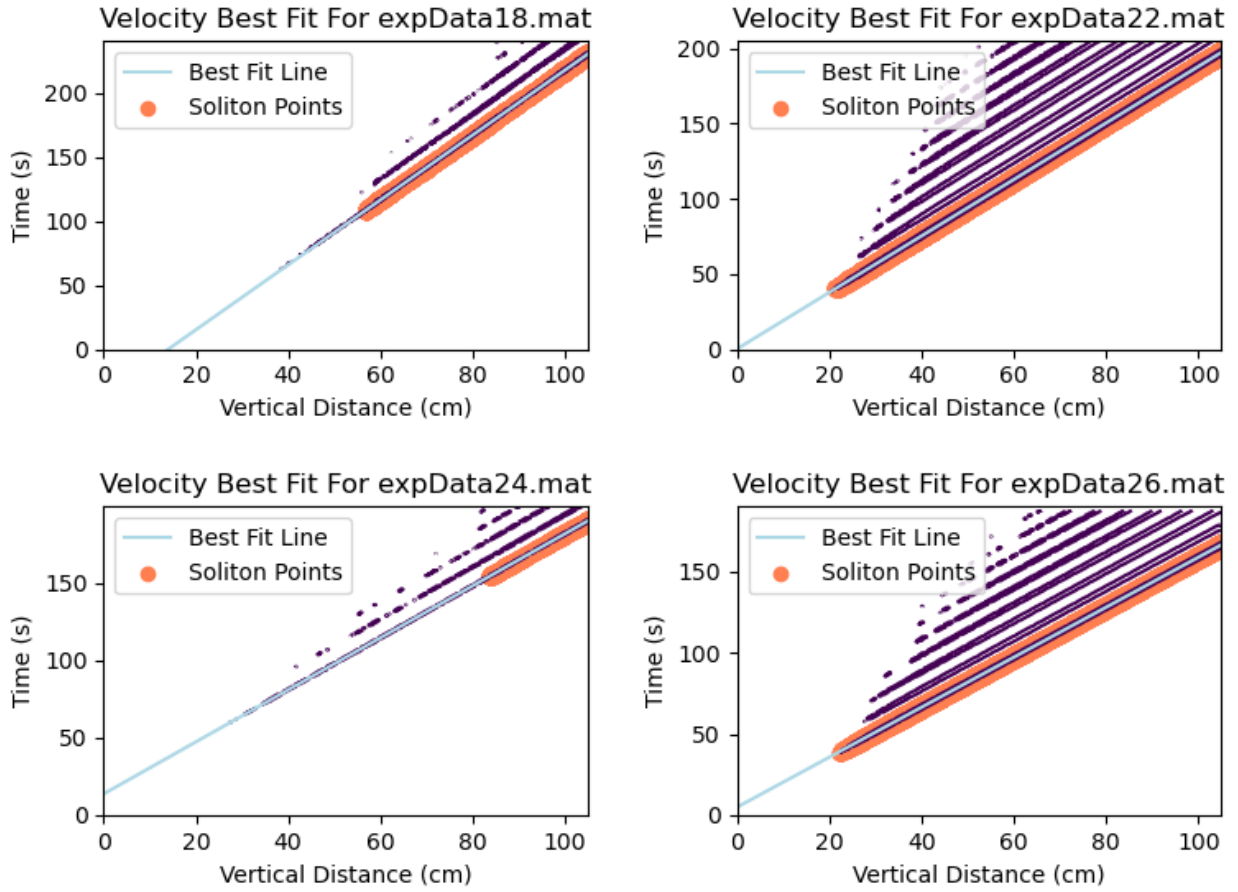 Velocity Best Fit For expData18.mat
Best Fit Line
Soliton Points
200
150
100
50
0
Time (s)
0 20 40 60 80 100
Vertical Distance (cm)
Velocity Best Fit For expData22.mat
Best Fit Line
Soliton Points
200
150
100
50
0
Time (s)
0 20 40 60 80 100
Vertical Distance (cm)
Velocity Best Fit For expData24.mat
Best Fit Line
Soliton Points
150
100
50
0
Time (s)
0 20 40 60 80 100
Vertical Distance (cm)
Velocity Best Fit For expData26.mat
Best Fit Line
Soliton Points
150
100
50
0
Time (s)
0 20 40 60 80 100
Vertical Distance (cm)